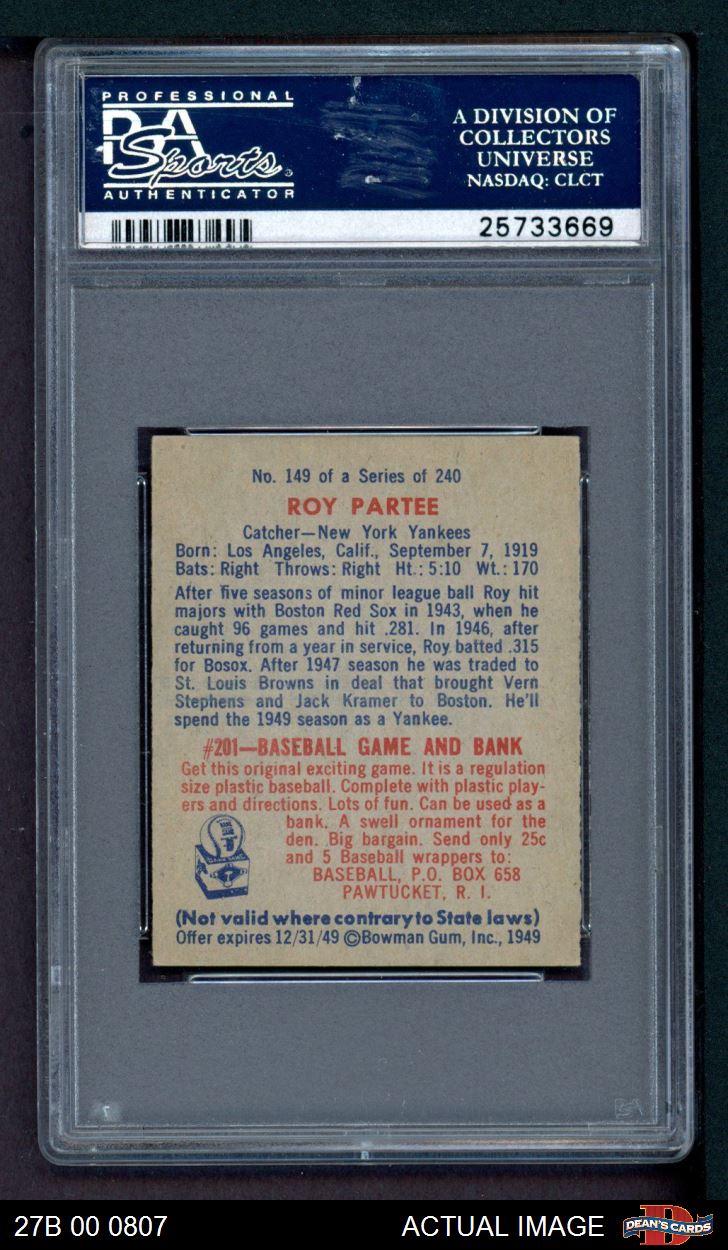 PROFESSIONAL
PSA
Sports
AUTHENTICATOR
A DIVISION OF
COLLECTORS
UNIVERSE
NASDAQ: CLCT
25733669
No. 149 of a Series of 240
ROY PARTEE
Catcher—New York Yankees
Born: Los Angeles, Calif., September 7, 1919
Bats: Right Throws: Right Ht.: 5:10 Wt.: 170
After five seasons of minor league ball Roy hit
majors with Boston Red Sox in 1943, when he
caught 96 games and hit .281. In 1946, after
returning from a year in service, Roy batted .315
for Bosox. After 1947 season he was traded to
St. Louis Browns in deal that brought Vern
Stephens and Jack Kramer to Boston. He'll
spend the 1949 season as a Yankee.
#201—BASEBALL GAME AND BANK
Get this original exciting game. It is a regulation
size plastic baseball. Complete with plastic play-
ers and directions. Lots of fun. Can be used as a
bank. A swell ornament for the
den. Big bargain. Send only 25c
and 5 Baseball wrappers to:
BASEBALL, P.O. BOX 658
PAWTUCKET, R. I.
(Not valid where contrary to State laws)
Offer expires 12/31/49 ©Bowman Gum, Inc., 1949
PSA
27B 00 0807
ACTUAL IMAGE
DEAN'S CARDS